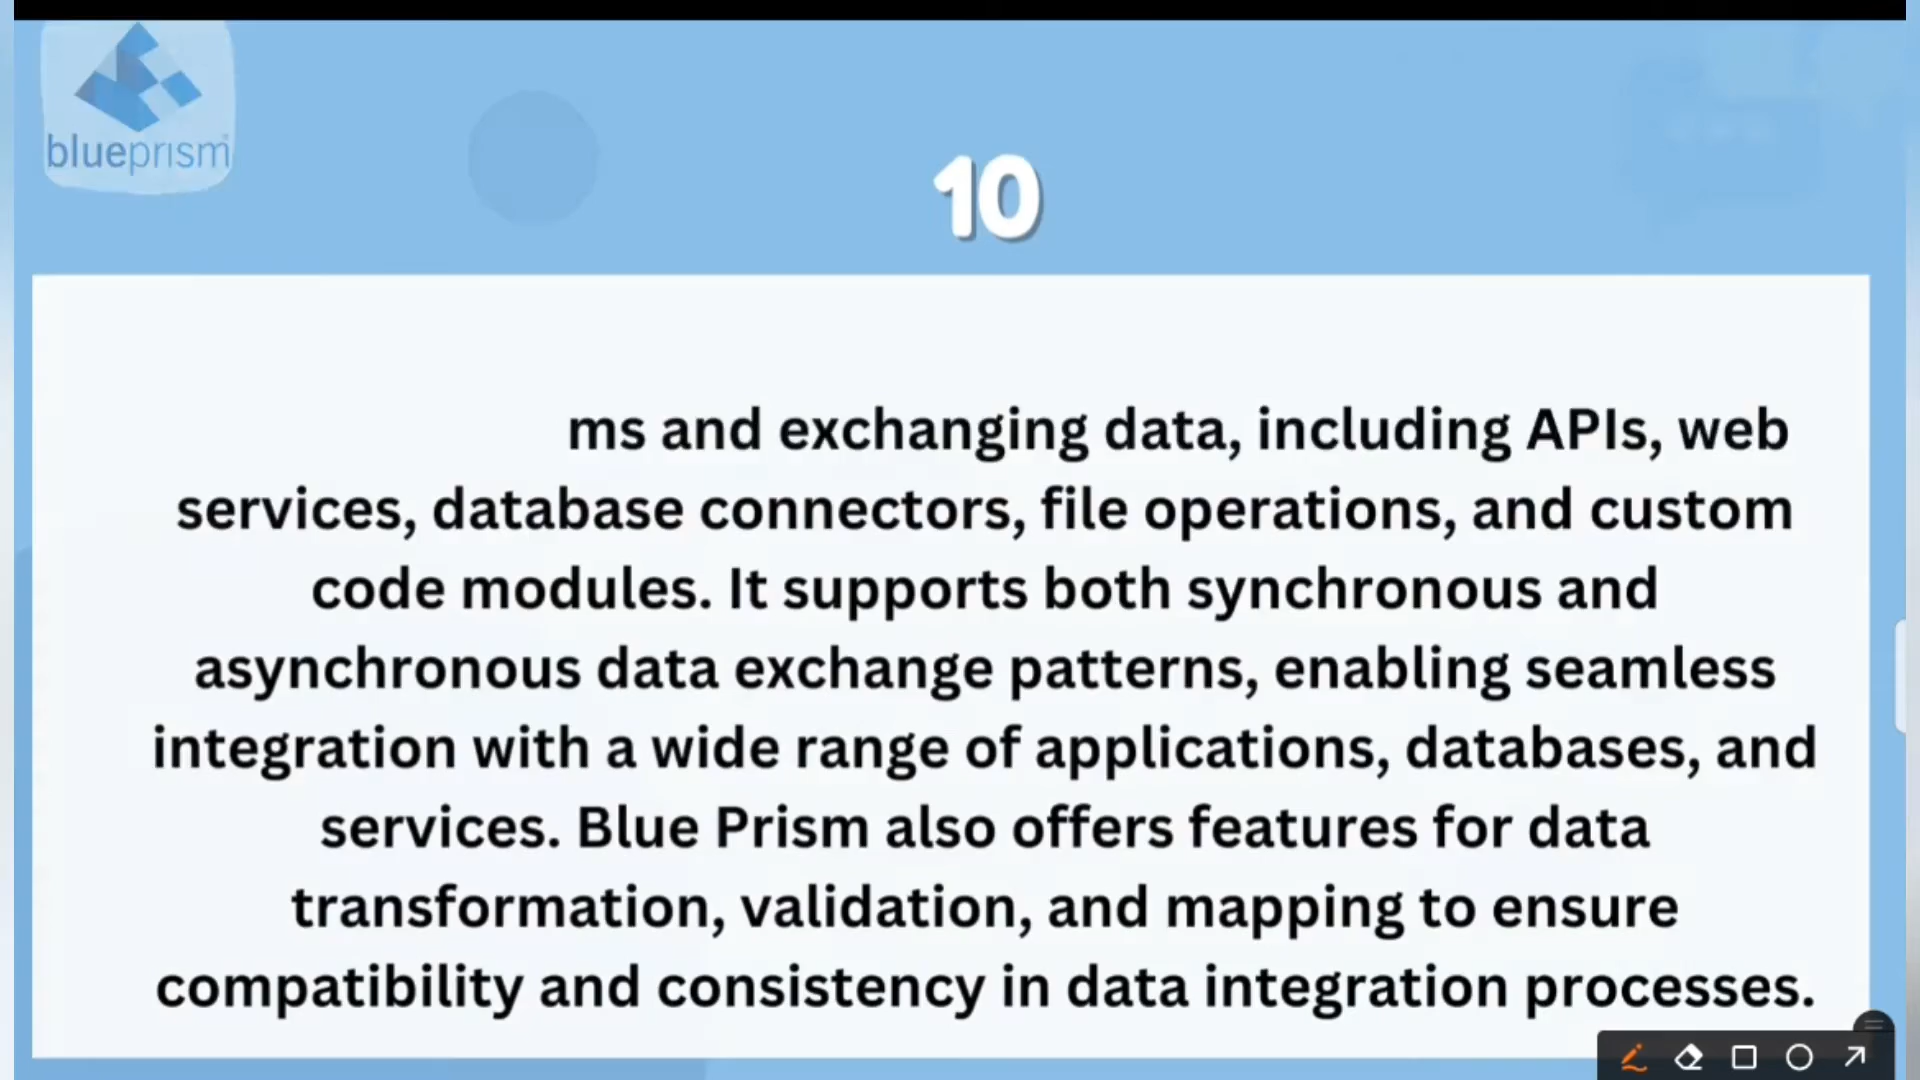 blueprism
10
ms and exchanging data, including APIs, web
services, database connectors, file operations, and custom
code modules. It supports both synchronous and
asynchronous data exchange patterns, enabling seamless
integration with a wide range of applications, databases, and
services. Blue Prism also offers features for data
transformation, validation, and mapping to ensure
compatibility and consistency in data integration processes.